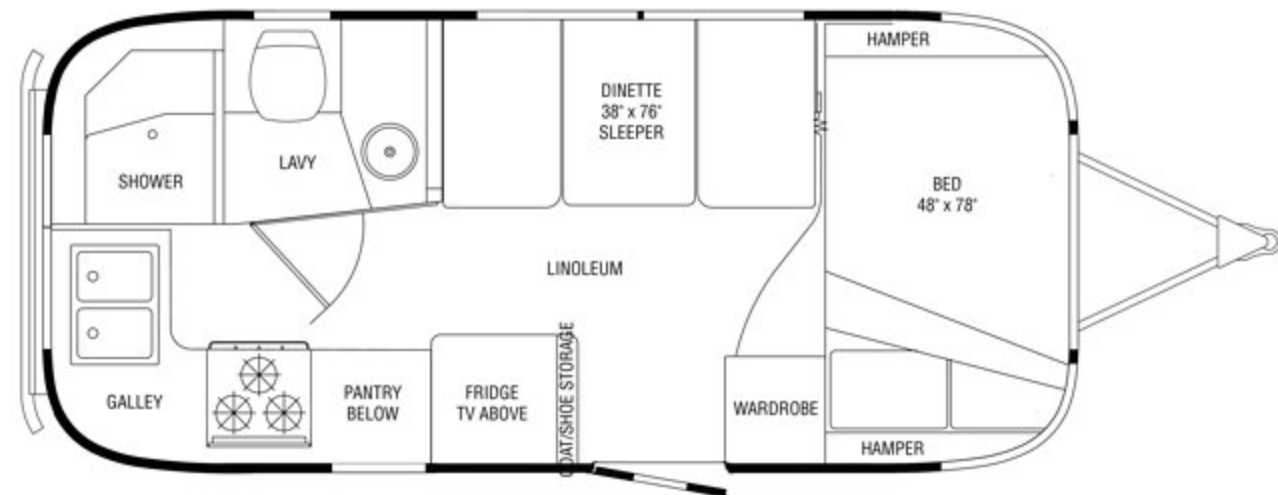 HAMPER
DINETTE
38" x 76"
SLEEPER
SHOWER
LAVY
BED
48" x 78"
LINOLEUM
COAT/SHOE STORAGE
GALLEY
PANTRY
BELOW
FRIDGE
TV ABOVE
WARDROBE
HAMPER